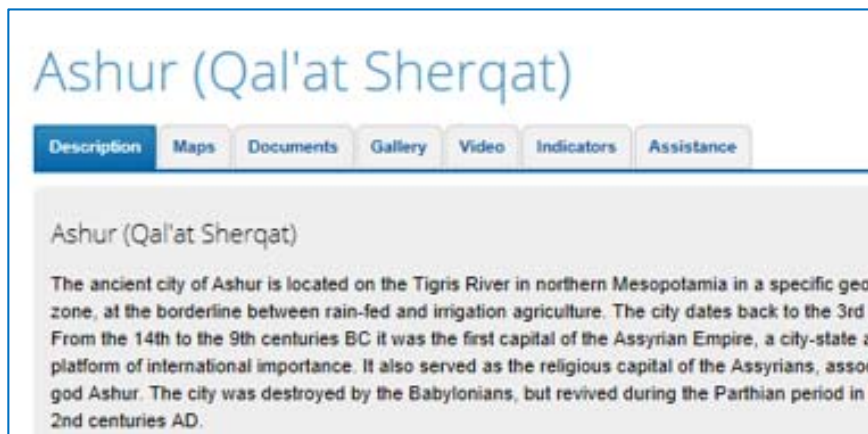 Ashur (Qal'at Sherqat)
Description Maps Documents Gallery Video Indicators Assistance
Ashur (Qal'at Sherqat)
The ancient city of Ashur is located on the Tigris River in northern Mesopotamia in a specific geo
zone, at the borderline between rain-fed and irrigation agriculture. The city dates back to the 3rd
From the 14th to the 9th centuries BC it was the first capital of the Assyrian Empire, a city-state a
platform of international importance. It also served as the religious capital of the Assyrians, asso
god Ashur. The city was destroyed by the Babylonians, but revived during the Parthian period in
2nd centuries AD.